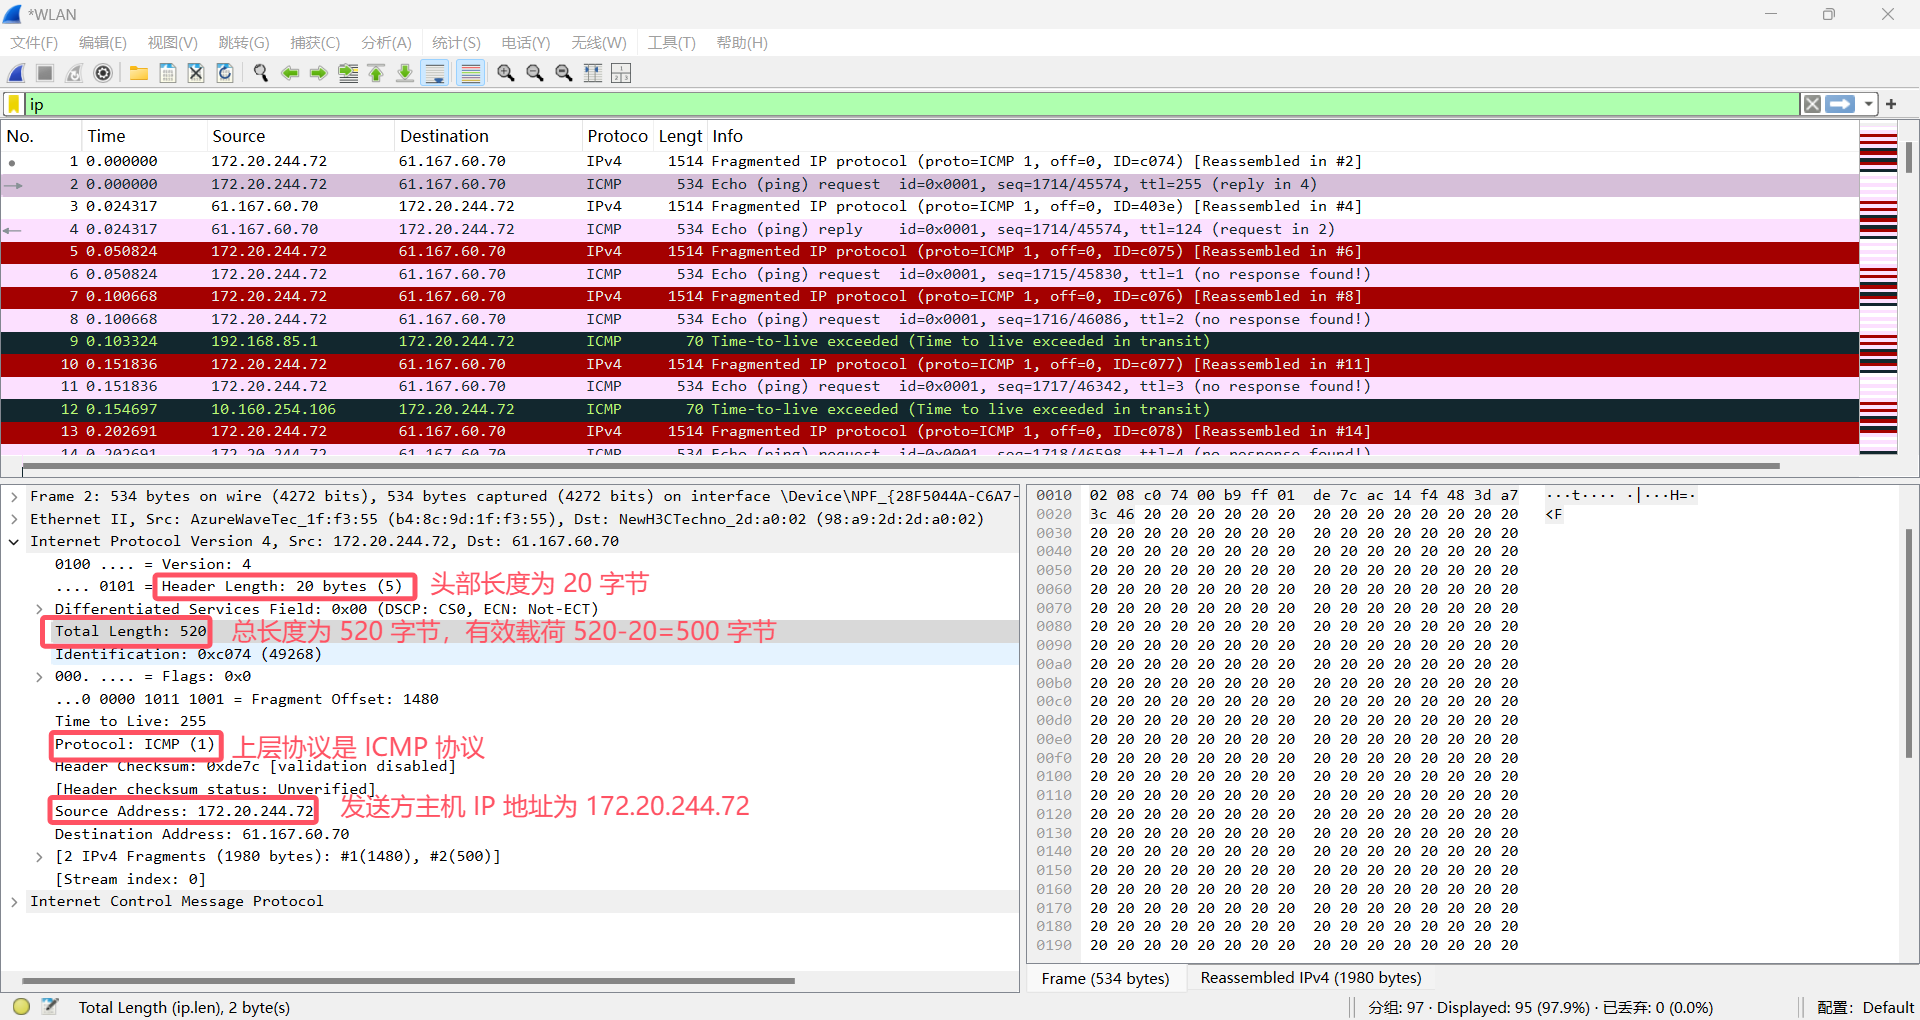 *WLAN
文件(F) 编辑(E) 视图(V) 跳转(G) 捕获(C) 分析(A) 统计(S) 电话(Y) 无线(W) 工具(T) 帮助(H)
ip
No. Time Source Destination Protoco Lengt Info
1 0.000000 172.20.244.72 61.167.60.70 IPv4 1514 Fragmented IP protocol (proto=ICMP 1, off=0, ID=c074) [Reassembled in #2]
2 0.000000 172.20.244.72 61.167.60.70 ICMP 534 Echo (ping) request id=0x0001, seq=1714/45574, ttl=255 (reply in 4)
3 0.024317 61.167.60.70 172.20.244.72 IPv4 1514 Fragmented IP protocol (proto=ICMP 1, off=0, ID=403e) [Reassembled in #4]
4 0.024317 61.167.60.70 172.20.244.72 ICMP 534 Echo (ping) reply id=0x0001, seq=1714/45574, ttl=124 (request in 2)
5 0.050824 172.20.244.72 61.167.60.70 IPv4 1514 Fragmented IP protocol (proto=ICMP 1, off=0, ID=c075) [Reassembled in #6]
6 0.050824 172.20.244.72 61.167.60.70 ICMP 534 Echo (ping) request id=0x0001, seq=1715/45830, ttl=1 (no response found!)
7 0.100668 172.20.244.72 61.167.60.70 IPv4 1514 Fragmented IP protocol (proto=ICMP 1, off=0, ID=c076) [Reassembled in #8]
8 0.100668 172.20.244.72 61.167.60.70 ICMP 534 Echo (ping) request id=0x0001, seq=1716/46086, ttl=2 (no response found!)
9 0.103324 192.168.85.1 172.20.244.72 ICMP 70 Time-to-live exceeded (Time to live exceeded in transit)
10 0.151836 172.20.244.72 61.167.60.70 IPv4 1514 Fragmented IP protocol (proto=ICMP 1, off=0, ID=c077) [Reassembled in #11]
11 0.151836 172.20.244.72 61.167.60.70 ICMP 534 Echo (ping) request id=0x0001, seq=1717/46342, ttl=3 (no response found!)
12 0.154697 10.160.254.106 172.20.244.72 ICMP 70 Time-to-live exceeded (Time to live exceeded in transit)
13 0.202691 172.20.244.72 61.167.60.70 IPv4 1514 Fragmented IP protocol (proto=ICMP 1, off=0, ID=c078) [Reassembled in #14]
14 0.202691 172.20.244.72 61.167.60.70 ICMP 534 Echo (ping) request id=0x0001, seq=1718/46598, ttl=4 (no response found!)
Frame 2: 534 bytes on wire (4272 bits), 534 bytes captured (4272 bits) on interface \Device\NPF_{28F5044A-C6A7-
Ethernet II, Src: AzureWaveTec_1f:f3:55 (b4:8c:9d:1f:f3:55), Dst: NewH3CTechno_2d:a0:02 (98:a9:2d:2d:a0:02)
Internet Protocol Version 4, Src: 172.20.244.72, Dst: 61.167.60.70
0100 .... = Version: 4
.... 0101 = Header Length: 20 bytes (5) 头部长度为 20 字节
Differentiated Services Field: 0x00 (DSCP: CS0, ECN: Not-ECT)
Total Length: 520 总长度为 520 字节，有效载荷 520-20=500 字节
Identification: 0xc074 (49268)
000. .... = Flags: 0x0
...0 0000 1011 1001 = Fragment Offset: 1480
Time to Live: 255
Protocol: ICMP (1) 上层协议是 ICMP 协议
Header Checksum: 0xde7c [validation disabled]
[Header checksum status: Unverified]
Source Address: 172.20.244.72 发送方主机 IP 地址为 172.20.244.72
Destination Address: 61.167.60.70
[2 IPv4 Fragments (1980 bytes): #1(1480), #2(500)]
[Stream index: 0]
Internet Control Message Protocol
0010 02 08 c0 74 00 b9 ff 01 de 7c ac 14 f4 48 3d a7 ···t···· ·|···H=·
0020 3c 46 20 20 20 20 20 20 20 20 20 20 20 20 20 20 <F
0030 20 20 20 20 20 20 20 20 20 20 20 20 20 20 20 20
0040 20 20 20 20 20 20 20 20 20 20 20 20 20 20 20 20
0050 20 20 20 20 20 20 20 20 20 20 20 20 20 20 20 20
0060 20 20 20 20 20 20 20 20 20 20 20 20 20 20 20 20
0070 20 20 20 20 20 20 20 20 20 20 20 20 20 20 20 20
0080 20 20 20 20 20 20 20 20 20 20 20 20 20 20 20 20
0090 20 20 20 20 20 20 20 20 20 20 20 20 20 20 20 20
00a0 20 20 20 20 20 20 20 20 20 20 20 20 20 20 20 20
00b0 20 20 20 20 20 20 20 20 20 20 20 20 20 20 20 20
00c0 20 20 20 20 20 20 20 20 20 20 20 20 20 20 20 20
00d0 20 20 20 20 20 20 20 20 20 20 20 20 20 20 20 20
00e0 20 20 20 20 20 20 20 20 20 20 20 20 20 20 20 20
00f0 20 20 20 20 20 20 20 20 20 20 20 20 20 20 20 20
0100 20 20 20 20 20 20 20 20 20 20 20 20 20 20 20 20
0110 20 20 20 20 20 20 20 20 20 20 20 20 20 20 20 20
0120 20 20 20 20 20 20 20 20 20 20 20 20 20 20 20 20
0130 20 20 20 20 20 20 20 20 20 20 20 20 20 20 20 20
0140 20 20 20 20 20 20 20 20 20 20 20 20 20 20 20 20
0150 20 20 20 20 20 20 20 20 20 20 20 20 20 20 20 20
0160 20 20 20 20 20 20 20 20 20 20 20 20 20 20 20 20
0170 20 20 20 20 20 20 20 20 20 20 20 20 20 20 20 20
0180 20 20 20 20 20 20 20 20 20 20 20 20 20 20 20 20
0190 20 20 20 20 20 20 20 20 20 20 20 20 20 20 20 20
Frame (534 bytes) Reassembled IPv4 (1980 bytes)
Total Length (ip.len), 2 byte(s) 分组: 97 · Displayed: 95 (97.9%) · 已丢弃: 0 (0.0%) 配置: Default